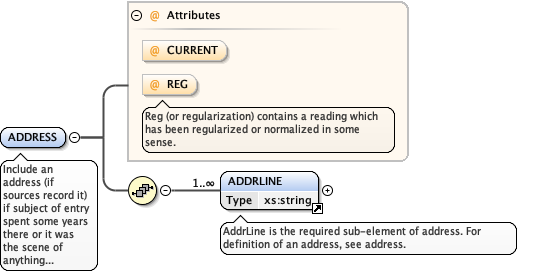 @ Attributes
@ CURRENT
@ REG
Reg (or regularization) contains a reading which
has been regularized or normalized in some
sense.
ADDRESS
Include an
address (if
sources record it)
if subject of entry
spent some years
there or it was
the scene of
anything...
1..∞
ADDRLINE
Type xs:string
AddrLine is the required sub-element of address. For
definition of an address, see address.